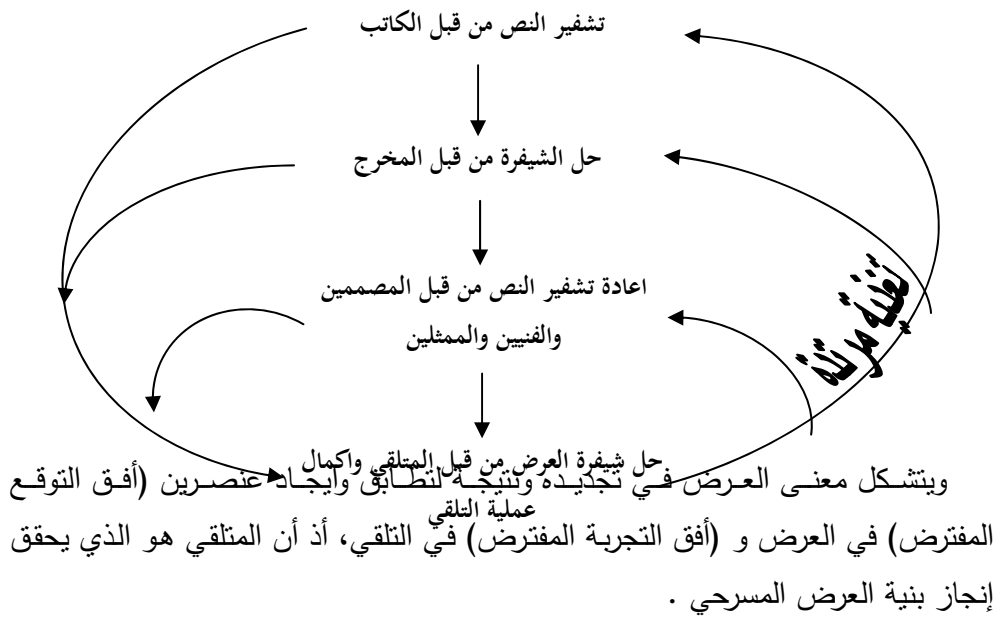 تشفير النص من قبل الكاتب
حل الشيفرة من قبل المخرج
اعادة تشفير النص من قبل المصممين
والفنيين والممثلين
تغذية مرتدة
حل شيفرة العرض من قبل المتلقي واكمال
عملية التلقي
ويتشكل معنى العرض في تجديده ونتيجة لتطابق وايجاد عنصرين (أفق التوقع
المفترض) في العرض و (أفق التجربة المفترض) في التلقي، أذ أن المتلقي هو الذي يحقق
إنجاز بنية العرض المسرحي .